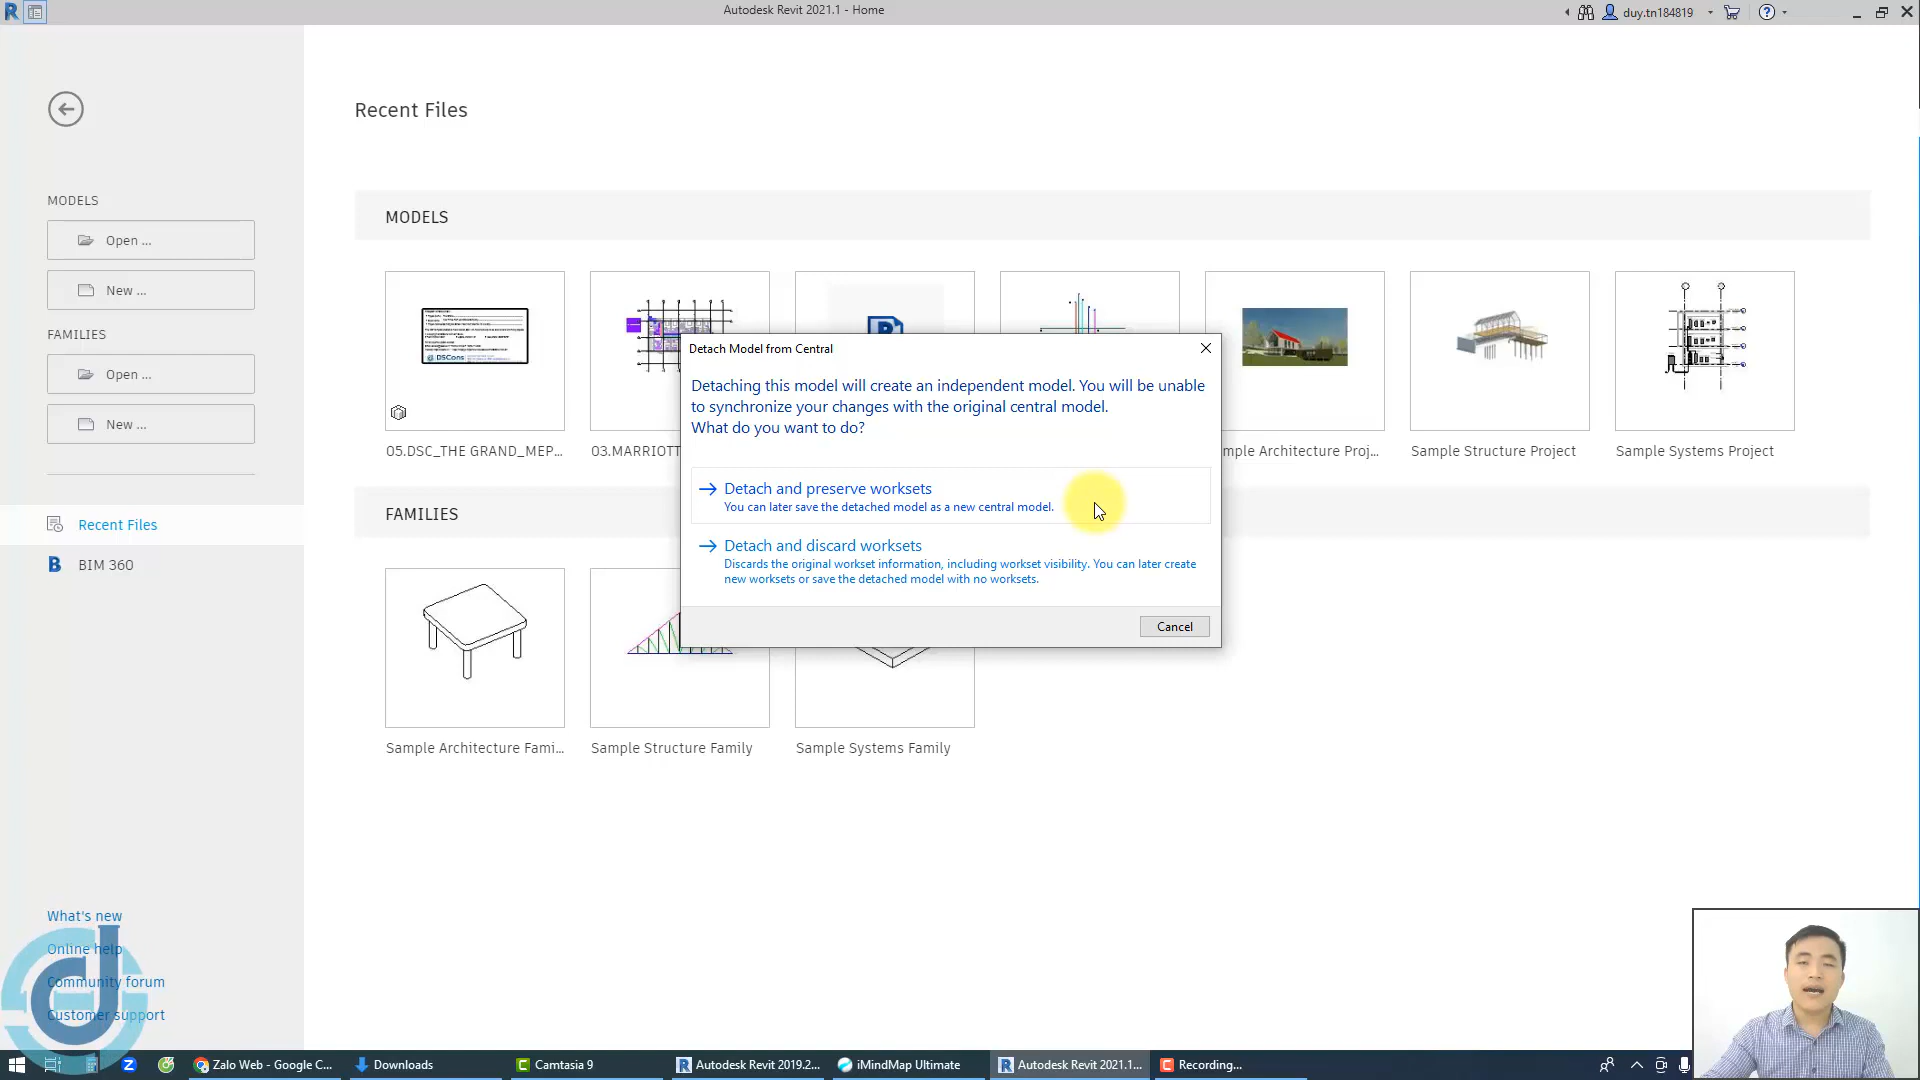 Autodesk Revit 2021.1 - Home
duy.tn184819
Recent Files
MODELS
Open ...
New ...
FAMILIES
Open ...
New ...
Recent Files
BIM 360
What's new
Online help
Community forum
Customer support
MODELS
05.DSC_THE GRAND_MEP...
03.MARRIOTT
mple Architecture Proj...
Sample Structure Project
Sample Systems Project
FAMILIES
Sample Architecture Fami...
Sample Structure Family
Sample Systems Family
Detach Model from Central
Detaching this model will create an independent model. You will be unable
to synchronize your changes with the original central model.
What do you want to do?
Detach and preserve worksets
You can later save the detached model as a new central model.
Detach and discard worksets
Discards the original workset information, including workset visibility. You can later create
new worksets or save the detached model with no worksets.
Cancel
Zalo Web - Google C...
Downloads
Camtasia 9
Autodesk Revit 2019.2...
iMindMap Ultimate
Autodesk Revit 2021.1...
Recording...